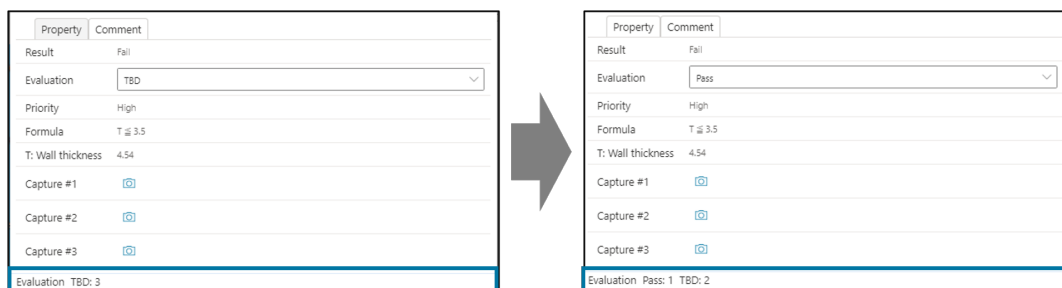 Property Comment
Result Fail
Evaluation TBD
Priority High
Formula T ≦ 3.5
T: Wall thickness 4.54
Capture #1
Capture #2
Capture #3
Evaluation TBD: 3
Property Comment
Result Fail
Evaluation Pass
Priority High
Formula T ≦ 3.5
T: Wall thickness 4.54
Capture #1
Capture #2
Capture #3
Evaluation Pass: 1 TBD: 2